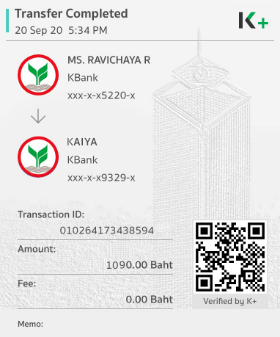 Transfer Completed
20 Sep 20 5:34 PM
K+
MS. RAVICHAYA R
KBank
xxx-x-x5220-x
KAIYA
KBank
xxx-x-x9329-x
Transaction ID:
010264173438594
Amount:
1090.00 Baht
Fee:
0.00 Baht
Verified by K+
Memo: